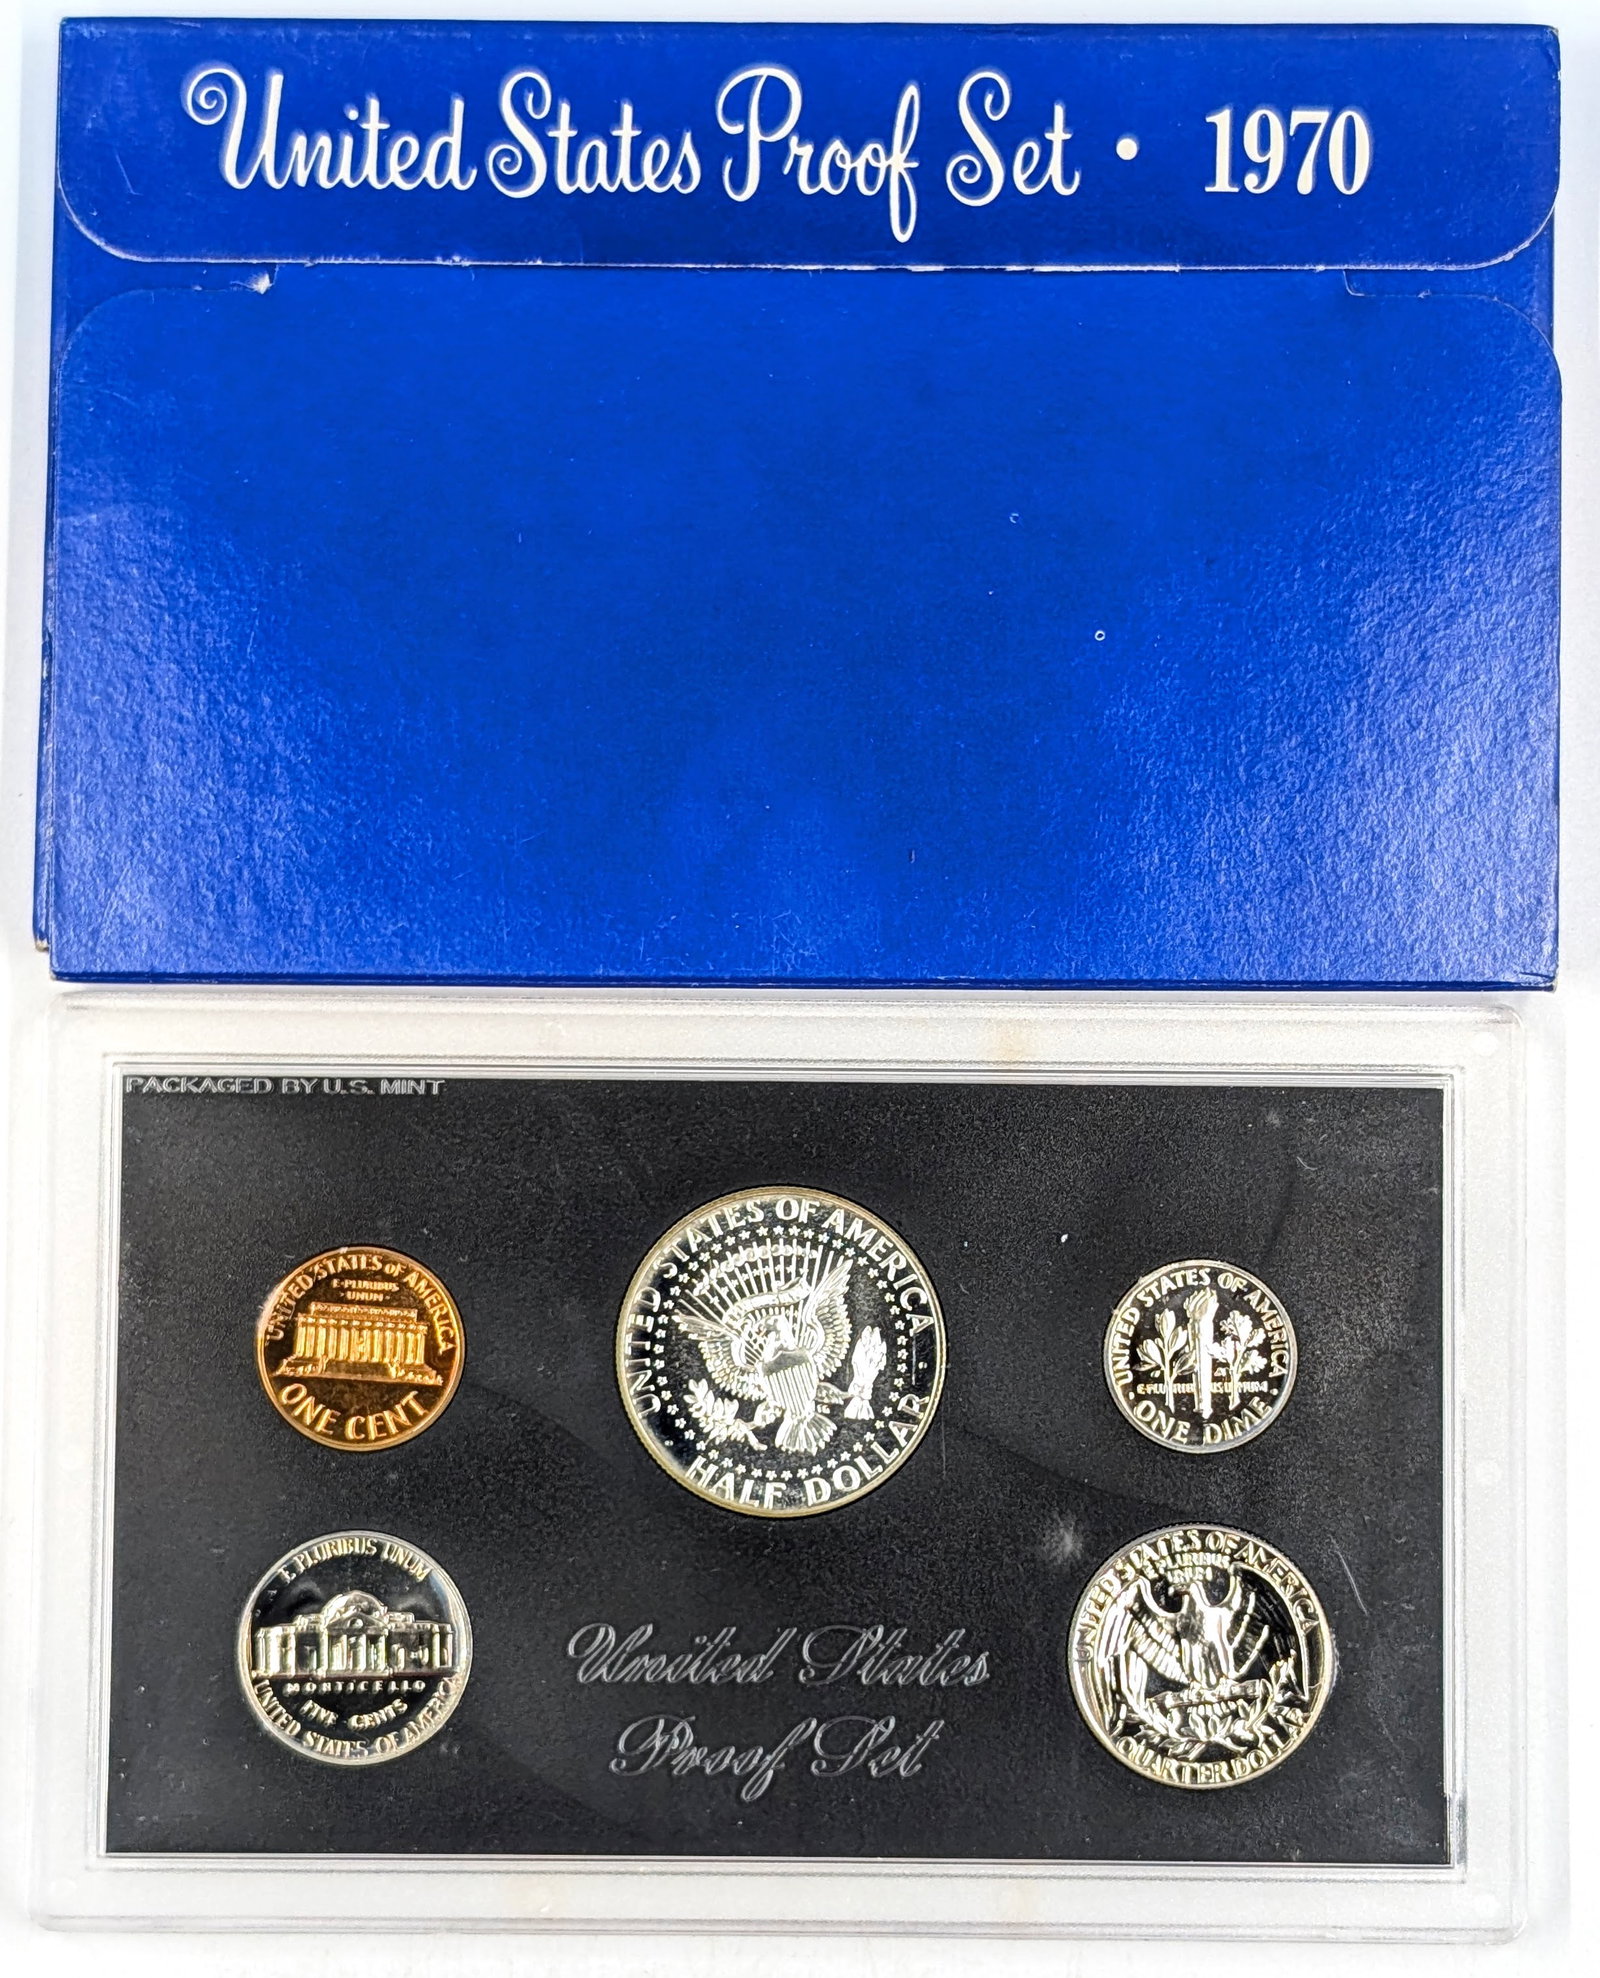 United States Proof Set • 1970
PACKAGED BY U.S. MINT
UNITED STATES OF AMERICA
E·PLURIBUS
·UNUM·
ONE CENT
UNITED STATES OF AMERICA
HALF DOLLAR
UNITED STATES OF AMERICA
· ONE DIME ·
E PLURIBUS UNUM
MONTICELLO
FIVE CENTS
UNITED STATES OF AMERICA
United States
Proof Set
UNITED STATES OF AMERICA
E PLURIBUS
UNUM
QUARTER DOLLAR